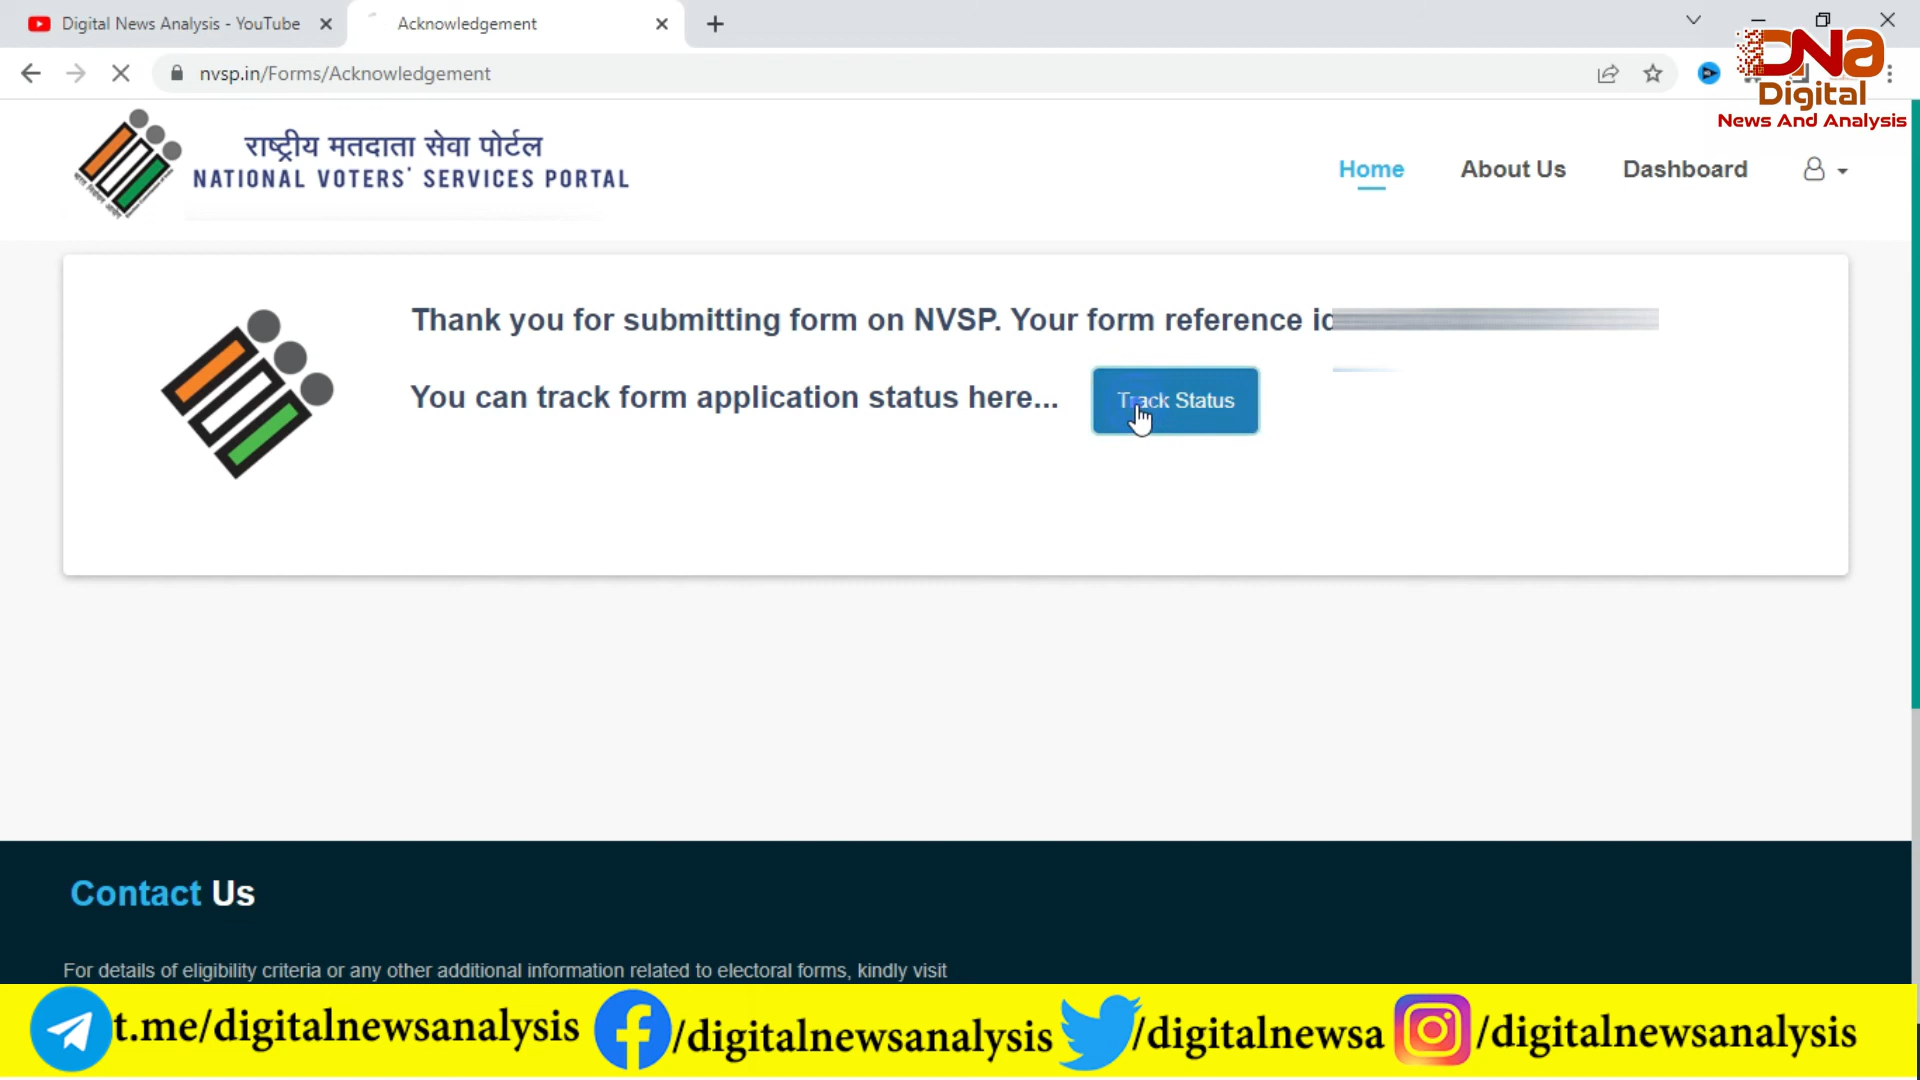 Digital News Analysis - YouTube
Acknowledgement
nvsp.in/Forms/Acknowledgement
DNA
Digital
News And Analysis
राष्ट्रीय मतदाता सेवा पोर्टल
NATIONAL VOTERS' SERVICES PORTAL
Home
About Us
Dashboard
Thank you for submitting form on NVSP. Your form reference id
You can track form application status here...
Track Status
Contact Us
For details of eligibility criteria or any other additional information related to electoral forms, kindly visit
t.me/digitalnewsanalysis
/digitalnewsanalysis
/digitalnewsa
/digitalnewsanalysis